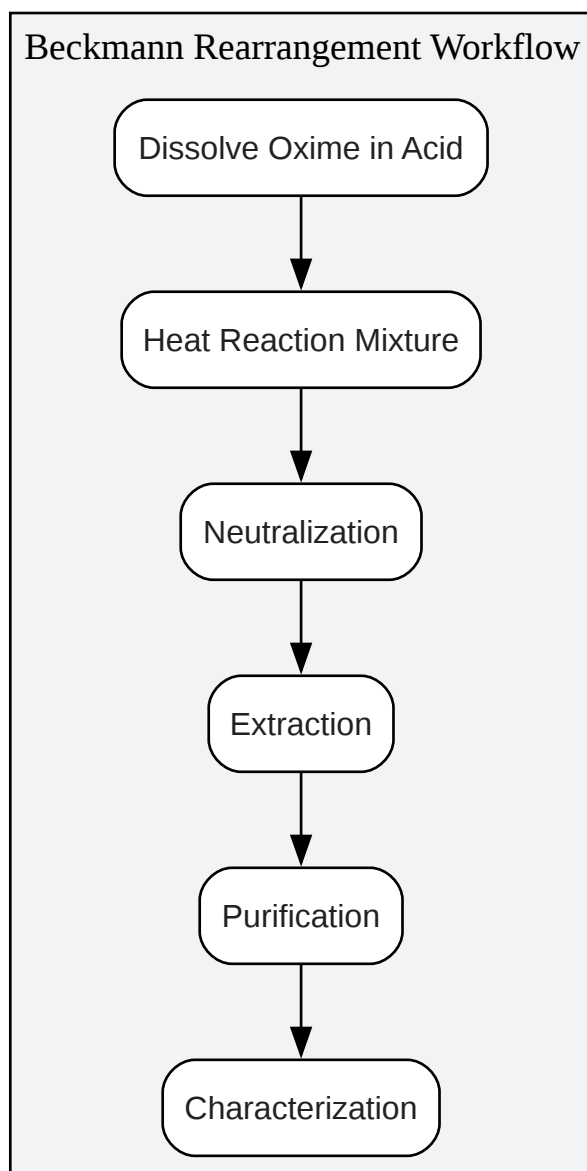 Beckmann Rearrangement Workflow
Dissolve Oxime in Acid
Heat Reaction Mixture
Neutralization
Extraction
Purification
Characterization